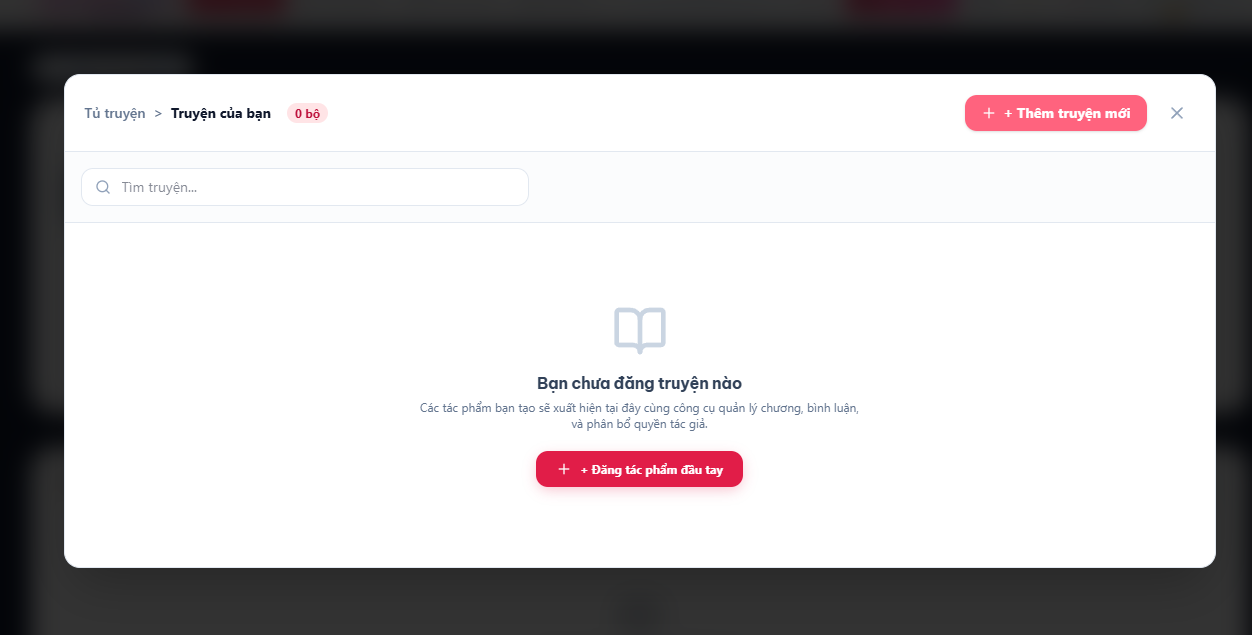 Tủ truyện > Truyện của bạn 0 bộ
+ Thêm truyện mới
Tìm truyện...
Bạn chưa đăng truyện nào
Các tác phẩm bạn tạo sẽ xuất hiện tại đây cùng công cụ quản lý chương, bình luận,
và phân bổ quyền tác giả.
+ Đăng tác phẩm đầu tay